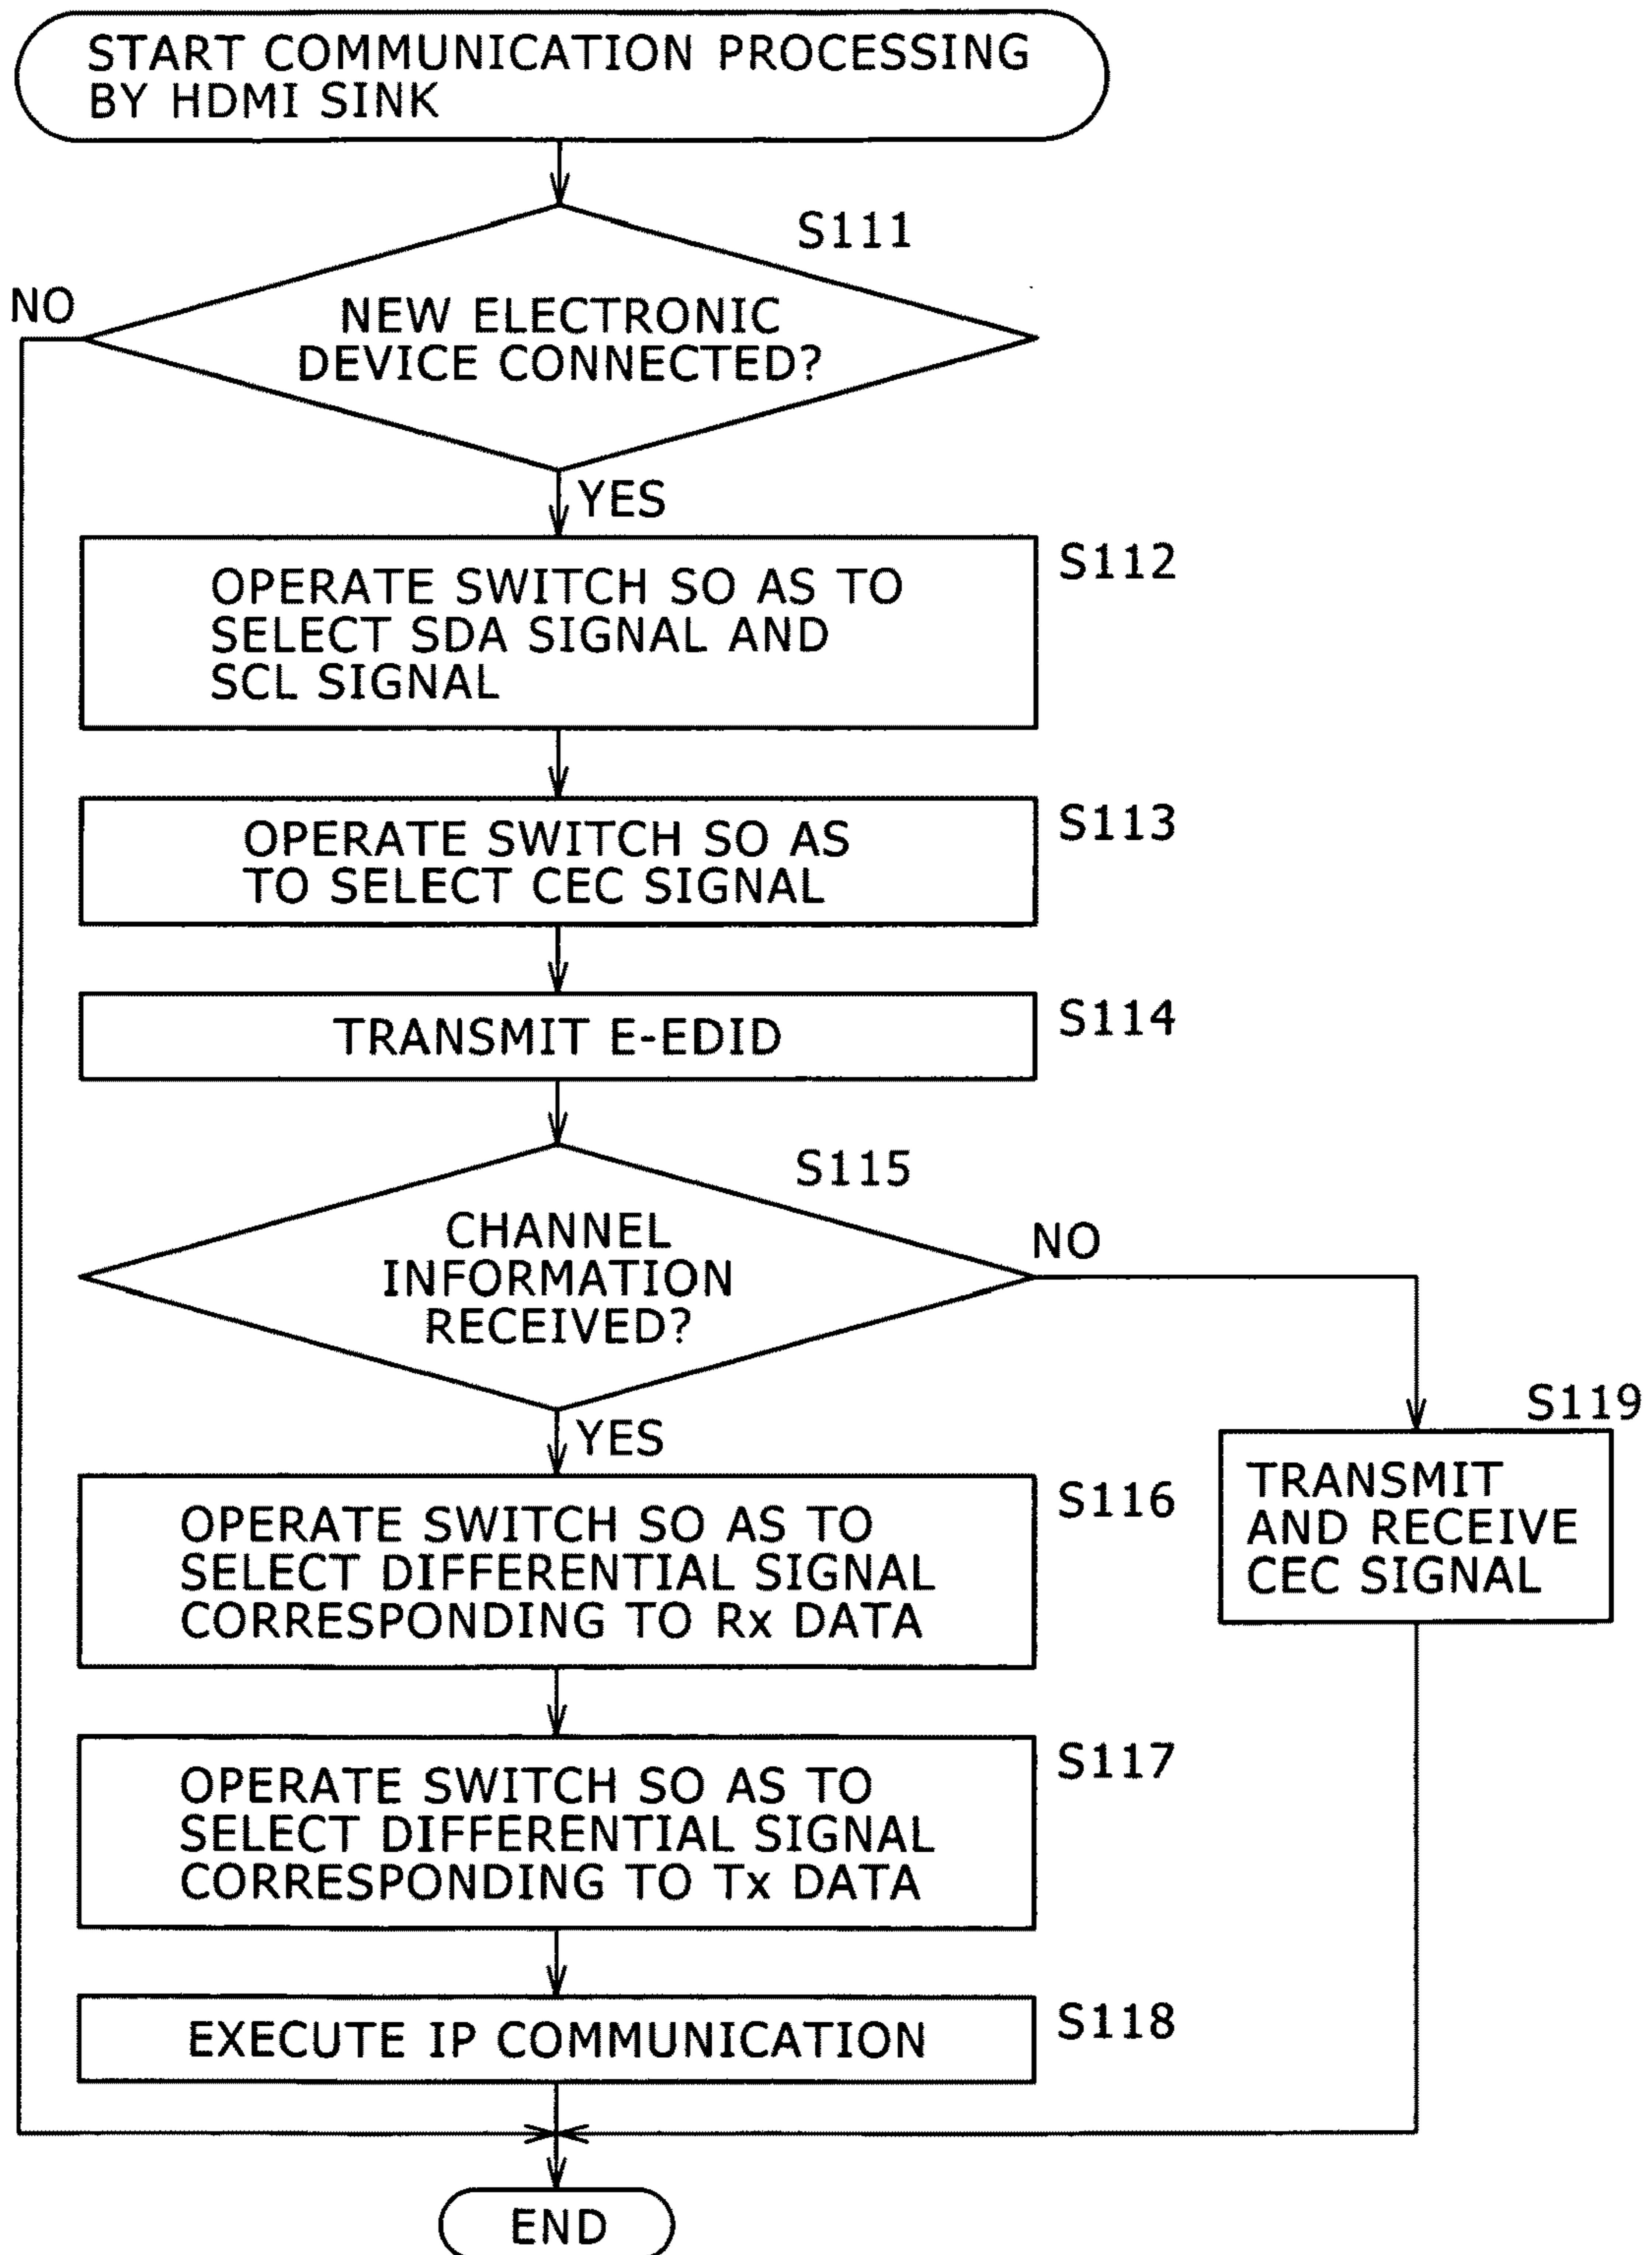 START COMMUNICATION PROCESSING
BY HDMI SINK
S111
NO
NEW ELECTRONIC
DEVICE CONNECTED?
YES
S112
OPERATE SWITCH SO AS TO
SELECT SDA SIGNAL AND
SCL SIGNAL
S113
OPERATE SWITCH SO AS
TO SELECT CEC SIGNAL
S114
TRANSMIT E-EDID
S115
CHANNEL
INFORMATION
RECEIVED?
NO
YES
S119
TRANSMIT
AND RECEIVE
CEC SIGNAL
S116
OPERATE SWITCH SO AS TO
SELECT DIFFERENTIAL SIGNAL
CORRESPONDING TO Rx DATA
S117
OPERATE SWITCH SO AS TO
SELECT DIFFERENTIAL SIGNAL
CORRESPONDING TO Tx DATA
S118
EXECUTE IP COMMUNICATION
END